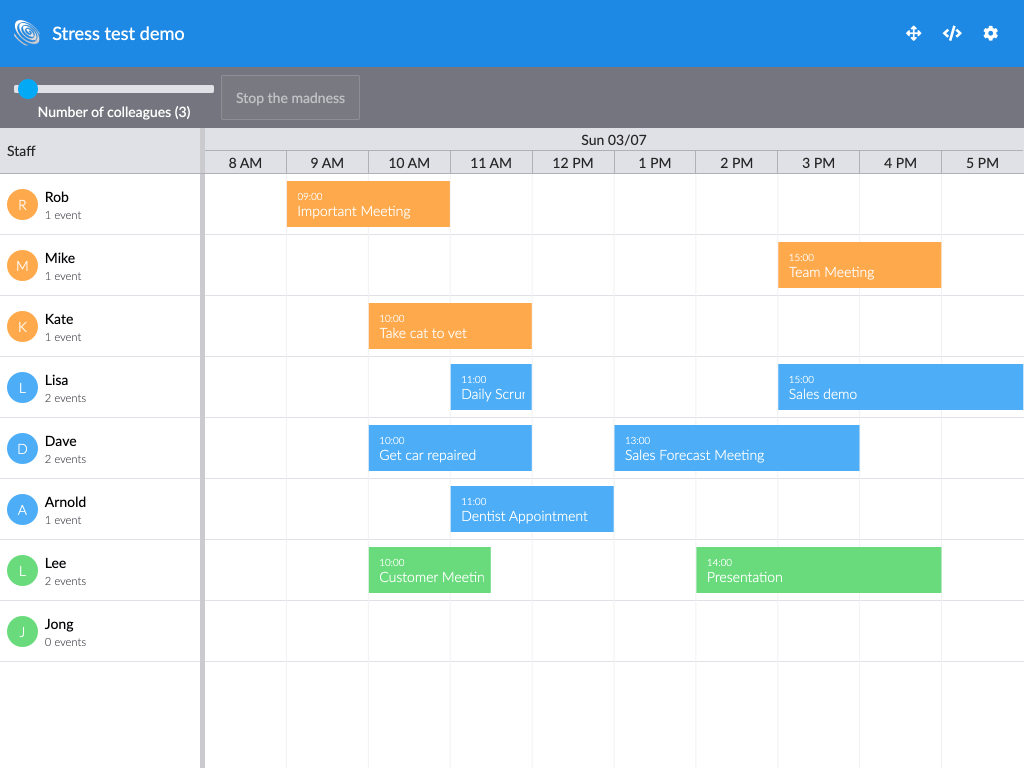 Stress test demo
Number of colleagues (3)
Stop the madness
Staff
Sun 03/07
8 AM 9 AM 10 AM 11 AM 12 PM 1 PM 2 PM 3 PM 4 PM 5 PM
R
Rob
1 event
09:00
Important Meeting
M
Mike
1 event
15:00
Team Meeting
K
Kate
1 event
10:00
Take cat to vet
L
Lisa
2 events
11:00
Daily Scrur
15:00
Sales demo
D
Dave
2 events
10:00
Get car repaired
13:00
Sales Forecast Meeting
A
Arnold
1 event
11:00
Dentist Appointment
L
Lee
2 events
10:00
Customer Meetin
14:00
Presentation
J
Jong
0 events